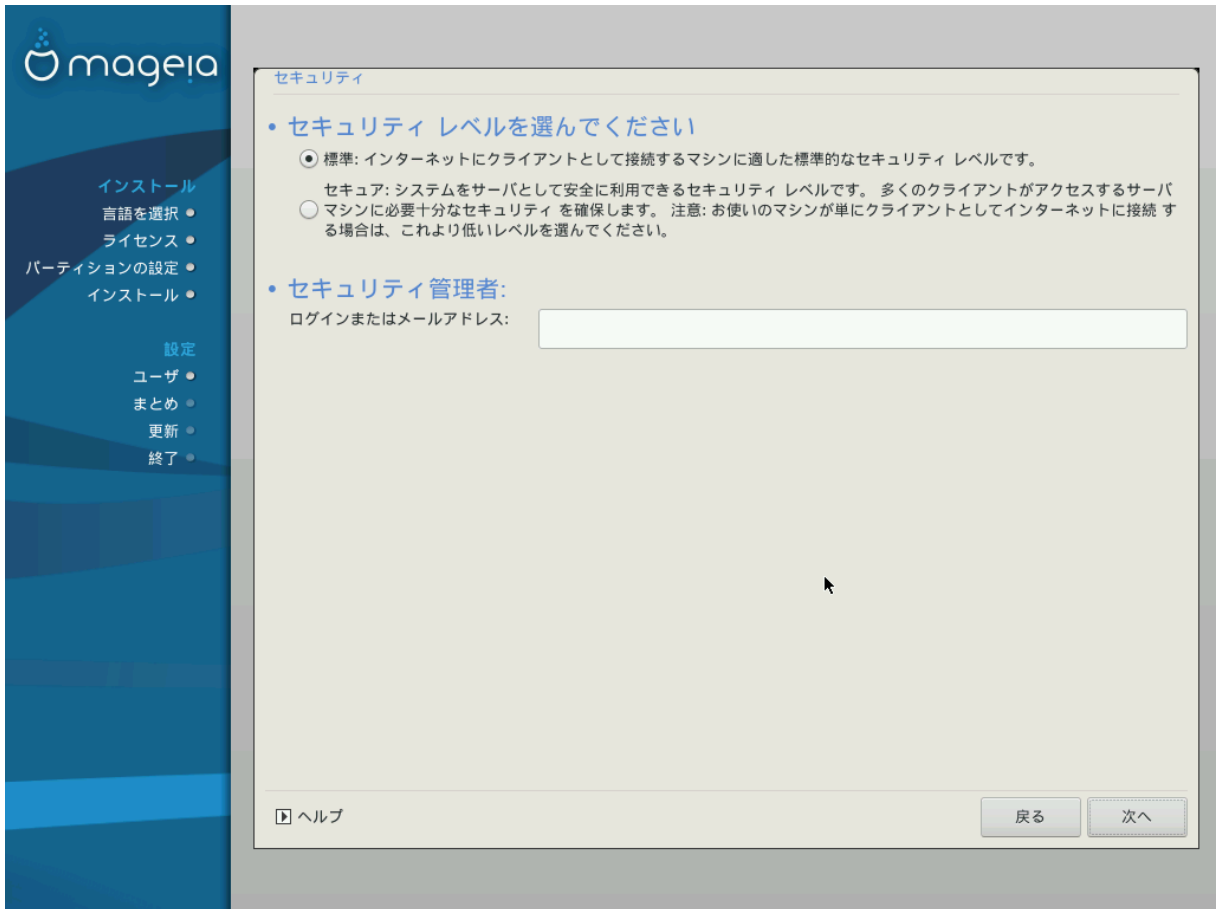 mageia
インストール
言語を選択
ライセンス
パーティションの設定
インストール
設定
ユーザ
まとめ
更新
終了
セキュリティ
• セキュリティ レベルを選んでください
標準: インターネットにクライアントとして接続するマシンに適した標準的なセキュリティ レベルです。
セキュア: システムをサーバとして安全に利用できるセキュリティ レベルです。 多くのクライアントがアクセスするサーバ
マシンに必要十分なセキュリティ を確保します。 注意: お使いのマシンが単にクライアントとしてインターネットに接続 す
る場合は、これより低いレベルを選んでください。
• セキュリティ管理者:
ログインまたはメールアドレス:
ヘルプ
戻る
次へ